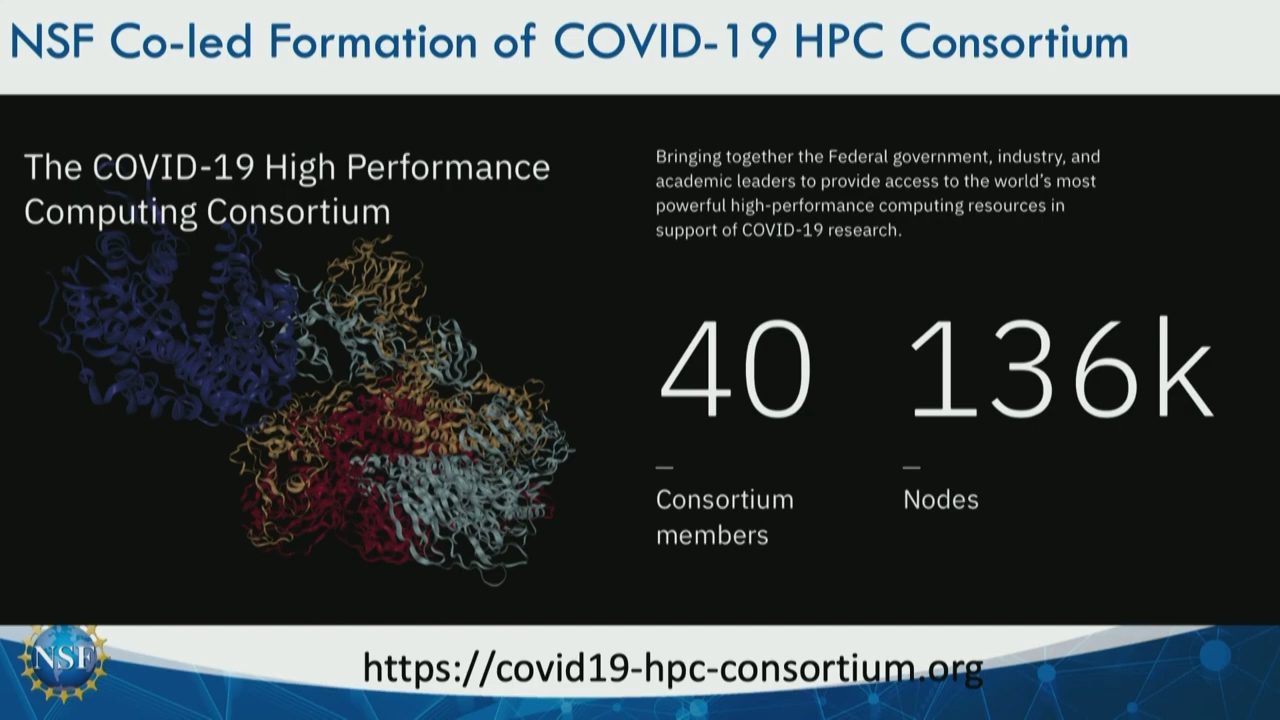 NSF Co-led Formation of COVID-19 HPC Consortium
The COVID-19 High Performance
Computing Consortium
Bringing together the Federal government, industry, and
academic leaders to provide access to the world's most
powerful high-performance computing resources in
support of COVID-19 research.
40
Consortium
members
136k
Nodes
NSF
https://covid19-hpc-consortium.org